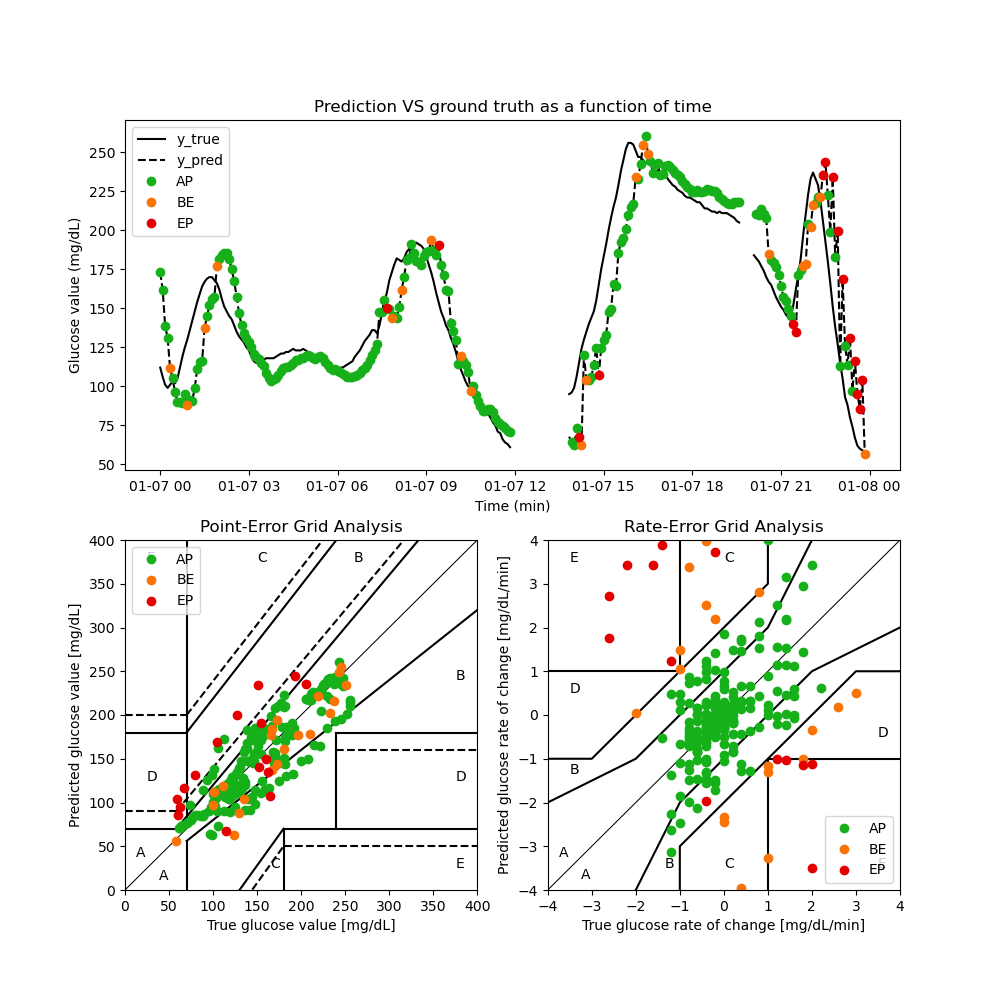 Prediction VS ground truth as a function of time
Glucose value (mg/dL)
250
225
200
175
150
125
100
75
50
y_true
y_pred
AP
BE
EP
01-07 00 01-07 03 01-07 06 01-07 09 01-07 12 01-07 15 01-07 18 01-07 21 01-08 00
Time (min)
Point-Error Grid Analysis
Predicted glucose value [mg/dL]
400
350
300
250
200
150
100
50
0
AP
BE
EP
C B
B
D D
A
A
C E
0 50 100 150 200 250 300 350 400
True glucose value [mg/dL]
Rate-Error Grid Analysis
Predicted glucose rate of change [mg/dL/min]
4
3
2
1
0
−1
−2
−3
−4
E C
D
D
B
A
A
B C
AP
BE
EP
−4 −3 −2 −1 0 1 2 3 4
True glucose rate of change [mg/dL/min]